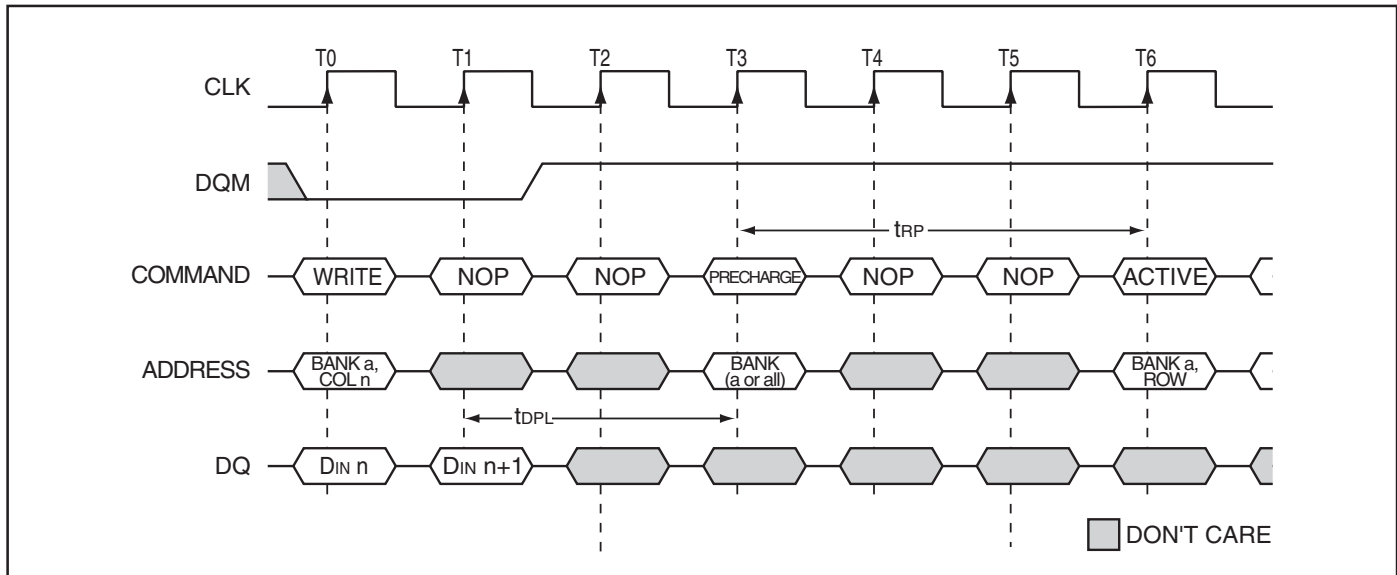 T0 T1 T2 T3 T4 T5 T6
CLK
DQM
tRP
COMMAND WRITE NOP NOP PRECHARGE NOP NOP ACTIVE
ADDRESS BANK a, COL n BANK (a or all) BANK a, ROW
tDPL
DQ DIN n DIN n+1
DON'T CARE